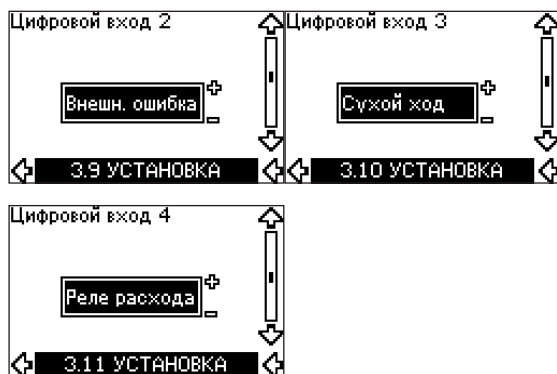 Цифровой вход 2
Внешн. ошибка
3.9 УСТАНОВКА
Цифровой вход 3
Сухой ход
3.10 УСТАНОВКА
Цифровой вход 4
Реле расхода
3.11 УСТАНОВКА